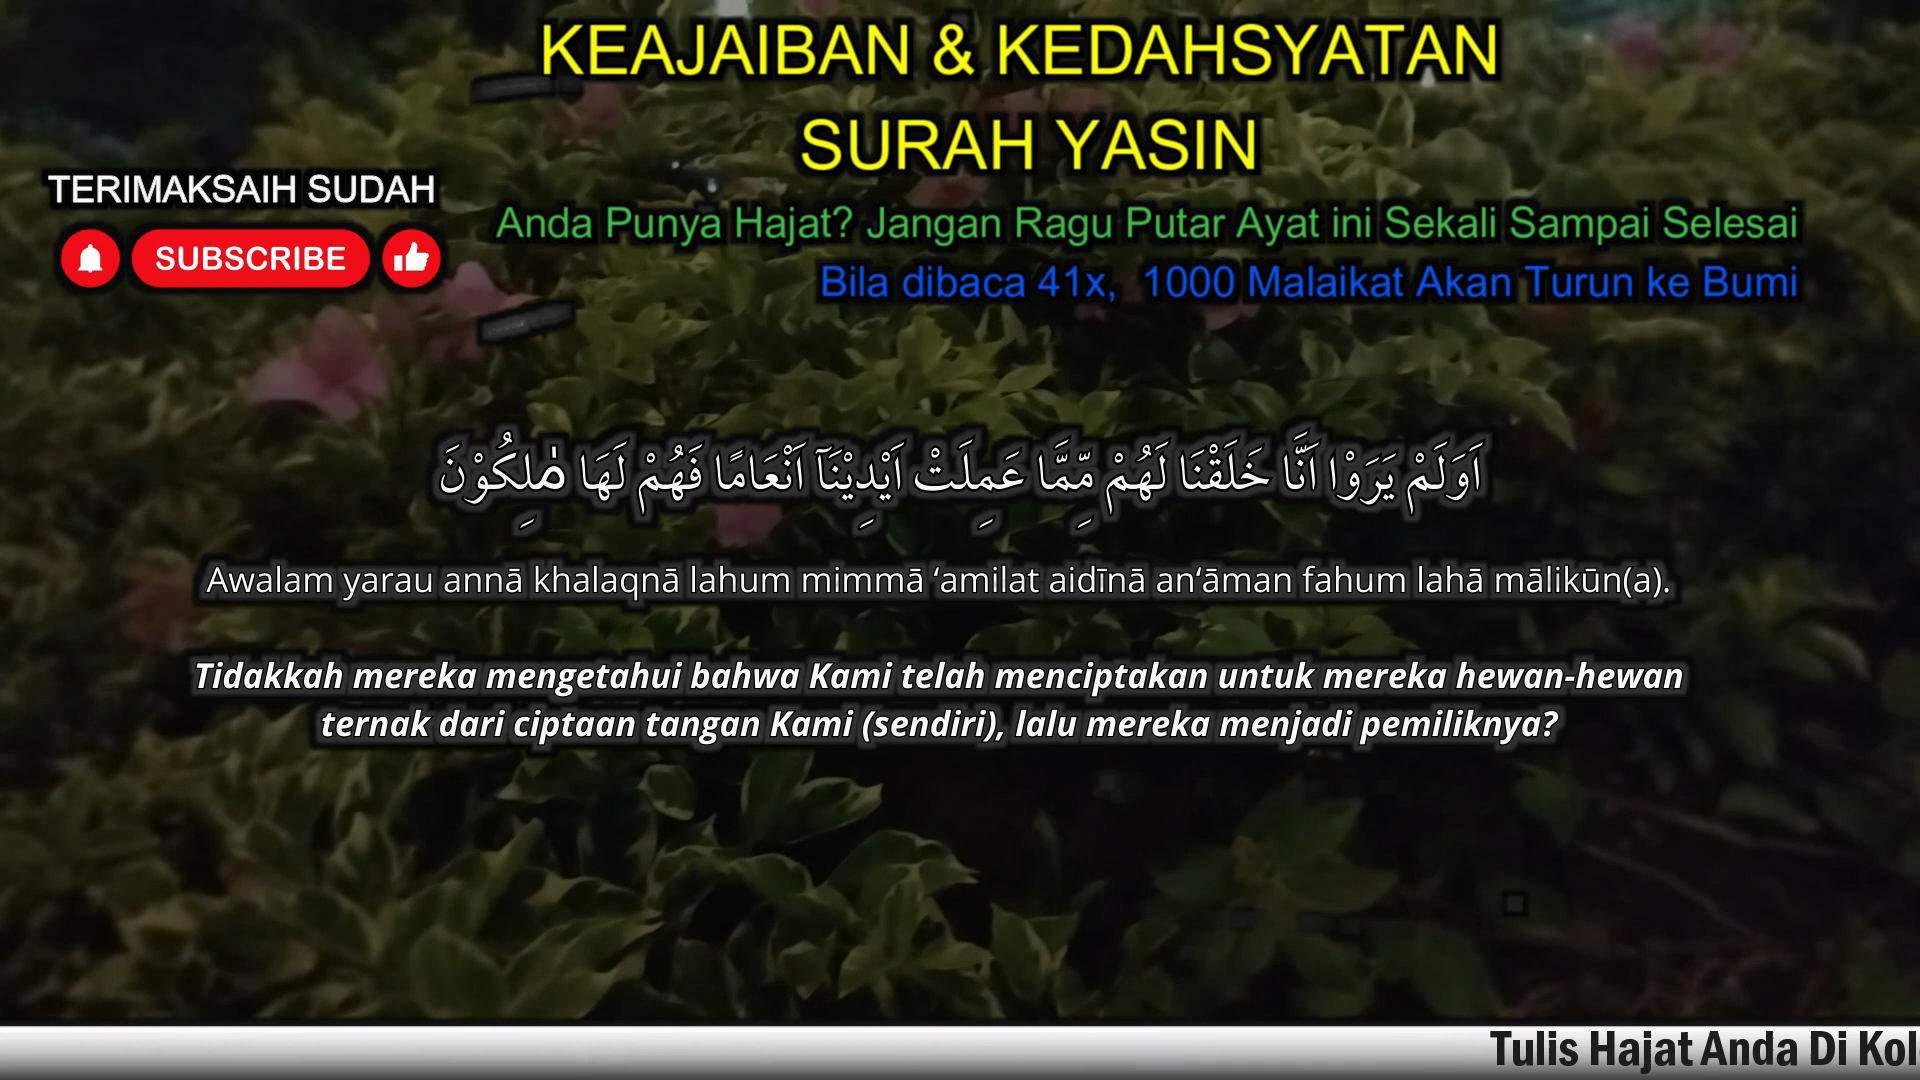 KEAJAIBAN & KEDAHSYATAN
SURAH YASIN
TERIMAKSAIH SUDAH
SUBSCRIBE
Anda Punya Hajat? Jangan Ragu Putar Ayat ini Sekali Sampai Selesai
Bila dibaca 41x, 1000 Malaikat Akan Turun ke Bumi
اَوَلَمْ يَرَوْا اَنَّا خَلَقْنَا لَهُمْ مِّمَّا عَمِلَتْ اَيْدِيْنَآ اَنْعَامًا فَهُمْ لَهَا مٰلِكُوْنَ
Awalam yarau annā khalaqnā lahum mimmā ‘amilat aidīnā an‘āman fahum lahā mālikūn(a).
Tidakkah mereka mengetahui bahwa Kami telah menciptakan untuk mereka hewan-hewan
ternak dari ciptaan tangan Kami (sendiri), lalu mereka menjadi pemiliknya?
Tulis Hajat Anda Di Kol